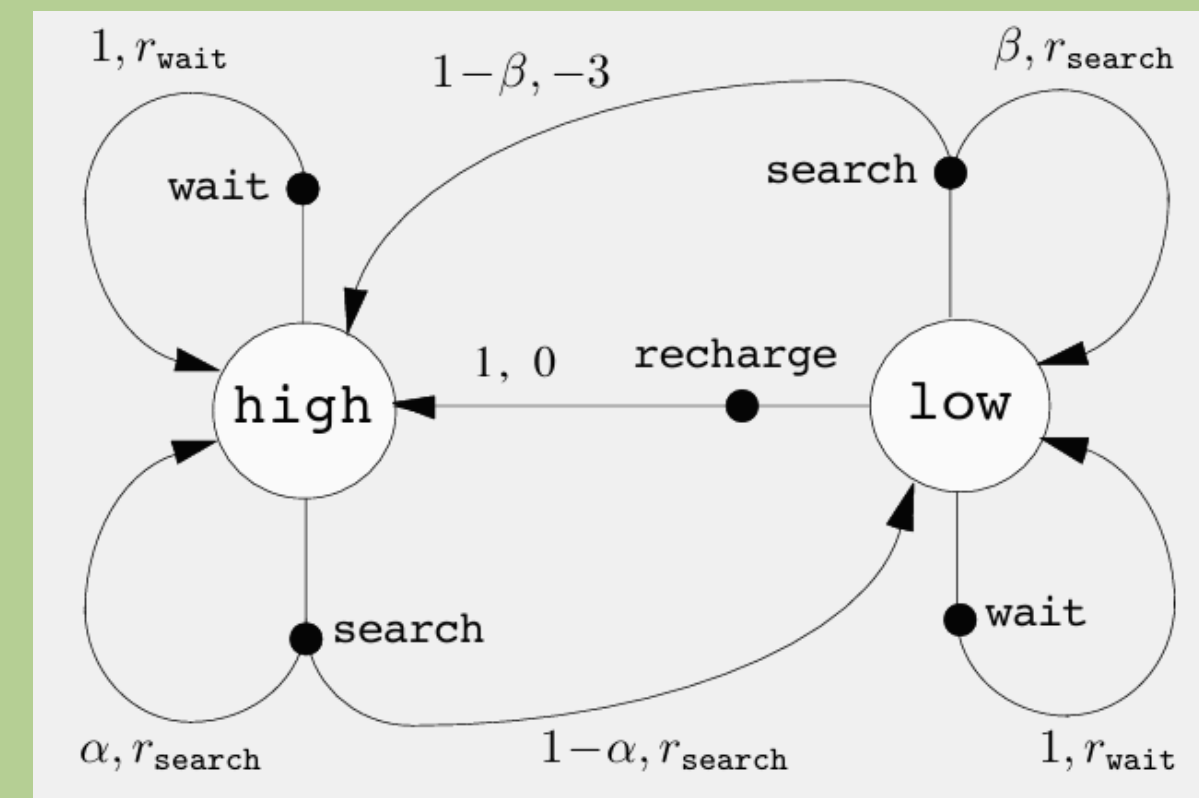 1, r_wait
1−β, −3
β, r_search
wait
search
1, 0
recharge
high
low
search
wait
α, r_search
1−α, r_search
1, r_wait